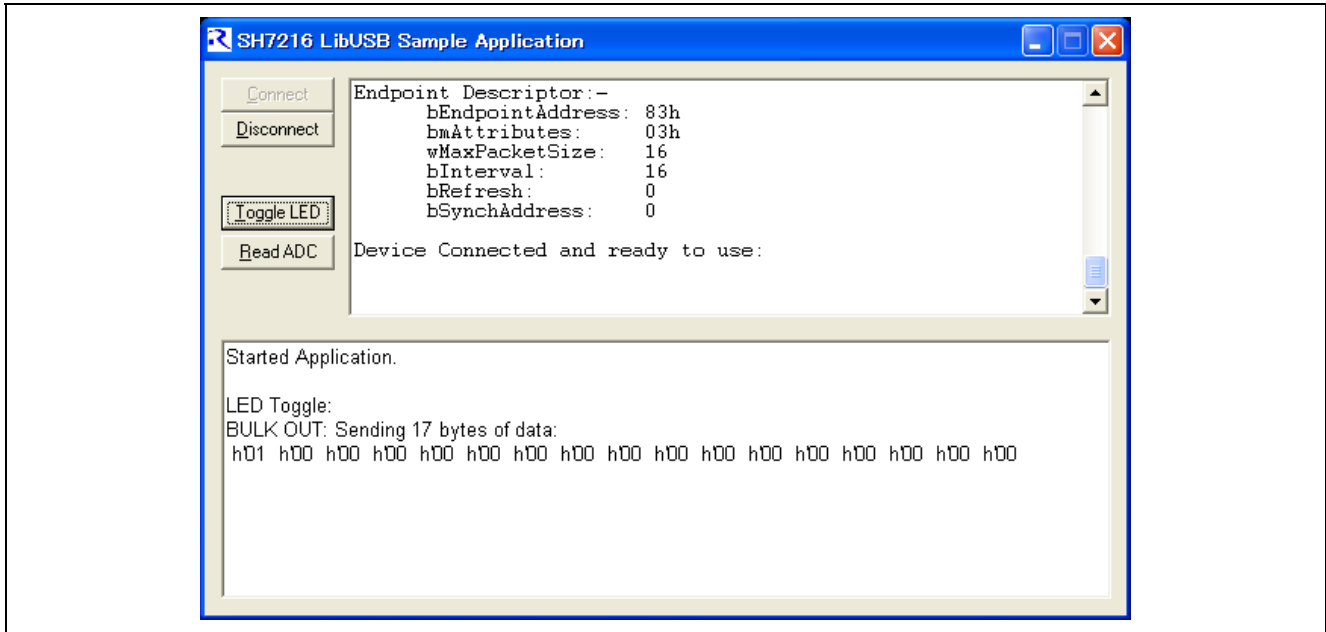 SH7216 LibUSB Sample Application
Connect
Disconnect
Toggle LED
Read ADC
Endpoint Descriptor:-
bEndpointAddress: 83h
bmAttributes: 03h
wMaxPacketSize: 16
bInterval: 16
bRefresh: 0
bSynchAddress: 0
Device Connected and ready to use:
Started Application.
LED Toggle:
BULK OUT: Sending 17 bytes of data:
h'01 h'00 h'00 h'00 h'00 h'00 h'00 h'00 h'00 h'00 h'00 h'00 h'00 h'00 h'00 h'00 h'00